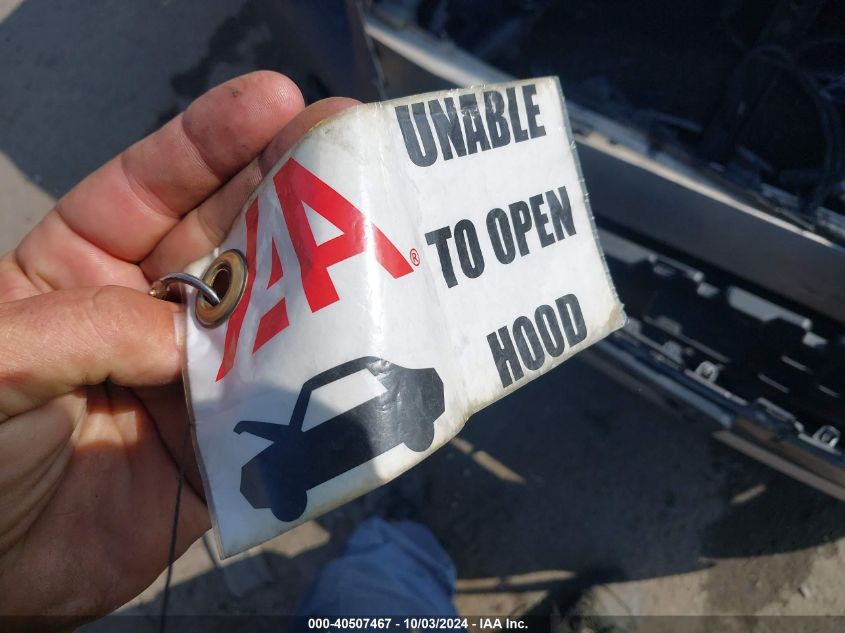 IAA®
UNABLE
TO OPEN
HOOD
000-40507467 - 10/03/2024 - IAA Inc.